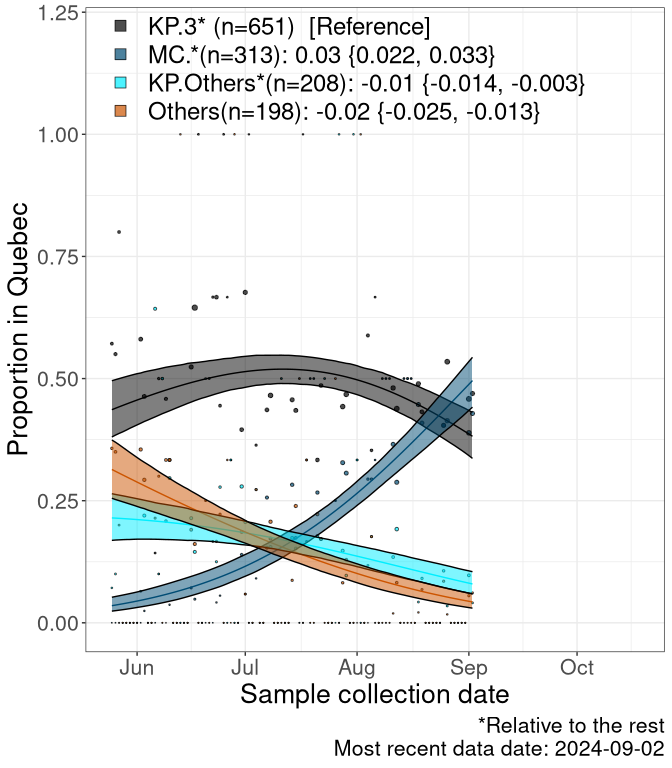 1.25
KP.3* (n=651) [Reference]
MC.*(n=313): 0.03 {0.022, 0.033}
KP.Others*(n=208): -0.01 {-0.014, -0.003}
Others(n=198): -0.02 {-0.025, -0.013}
1.00
0.75
0.50
0.25
0.00
Proportion in Quebec
Jun Jul Aug Sep Oct
Sample collection date
*Relative to the rest
Most recent data date: 2024-09-02